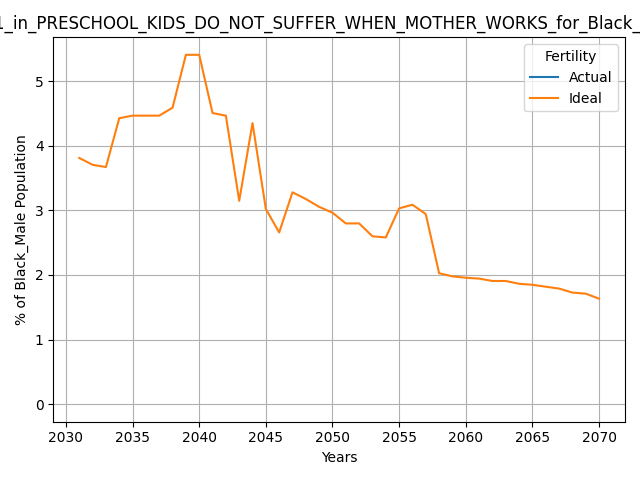 1_in_PRESCHOOL_KIDS_DO_NOT_SUFFER_WHEN_MOTHER_WORKS_for_Black_
Fertility
Actual
Ideal
% of Black_Male Population
5
4
3
2
1
0
2030 2035 2040 2045 2050 2055 2060 2065 2070
Years